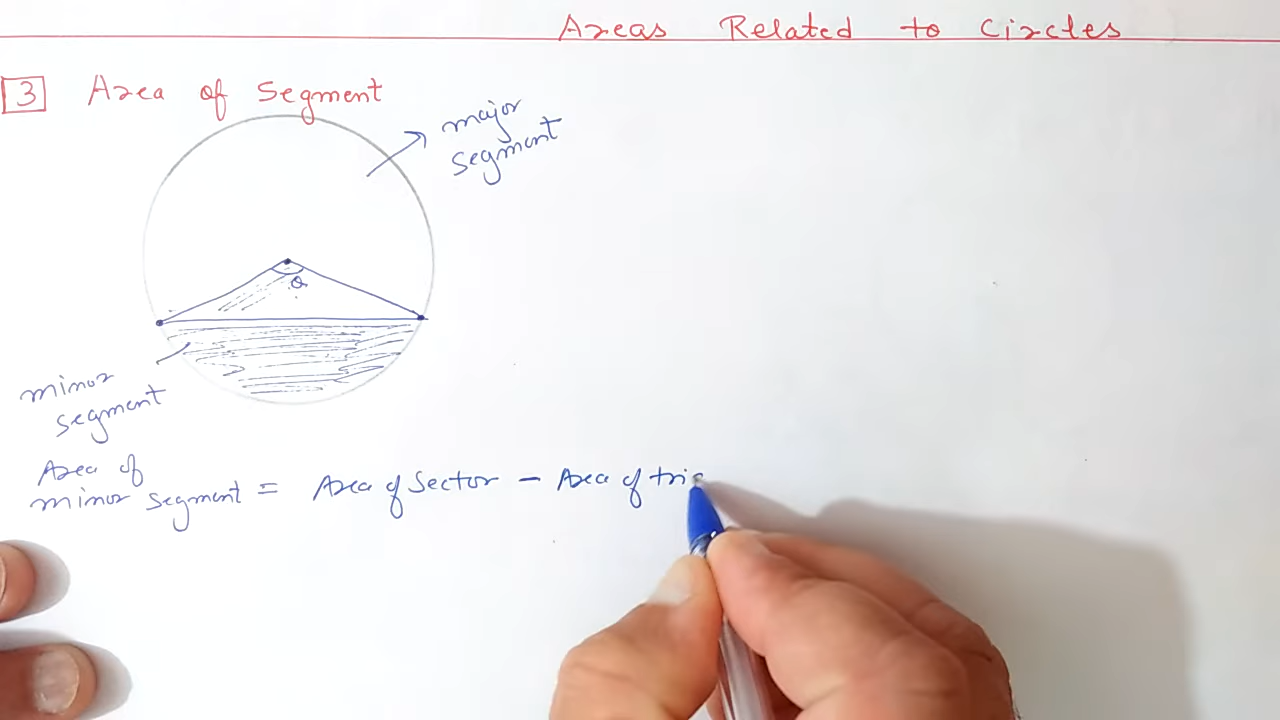 Areas Related to Circles
3 Area of Segment
major
segment
θ
minor
segment
Area of
minor segment = Area of Sector - Area of tria